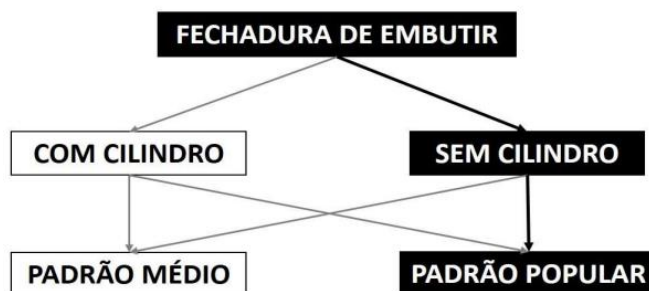 FECHADURA DE EMBUTIR
COM CILINDRO
SEM CILINDRO
PADRÃO MÉDIO
PADRÃO POPULAR